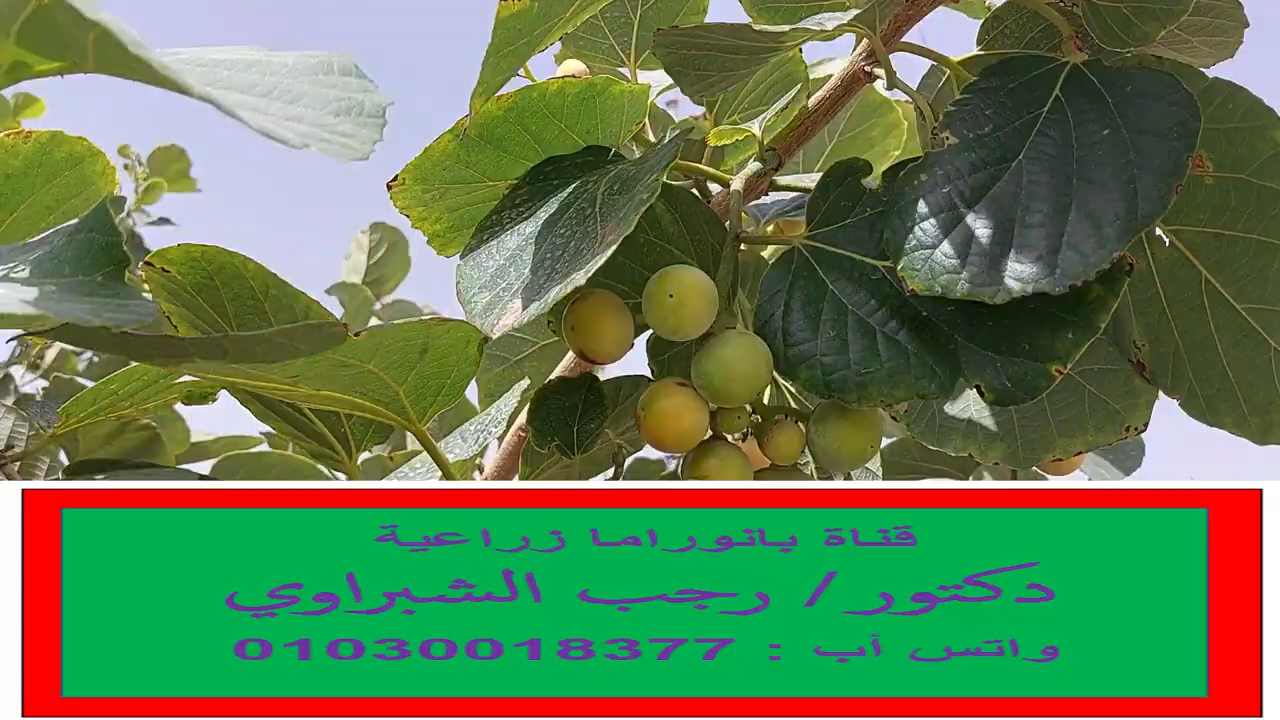 قناة بانوراما زراعية
دكتور/ رجب الشبراوي
واتس أب : 01030018377